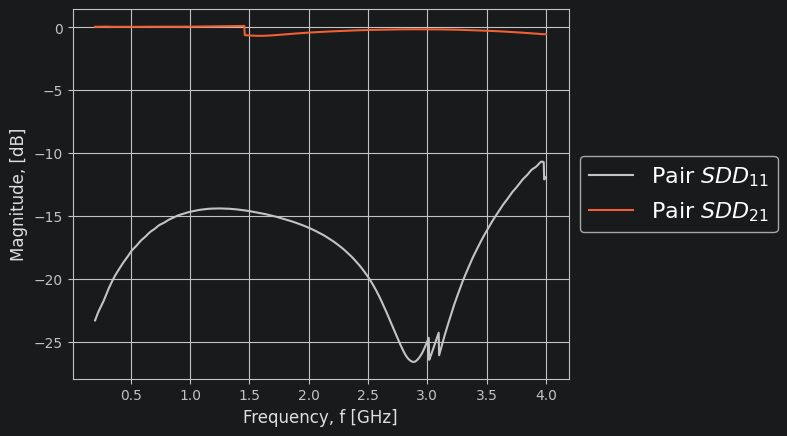 0
−5
−10
−15
−20
−25
Magnitude, [dB]
0.5 1.0 1.5 2.0 2.5 3.0 3.5 4.0
Frequency, f [GHz]
Pair SDD₁₁
Pair SDD₂₁